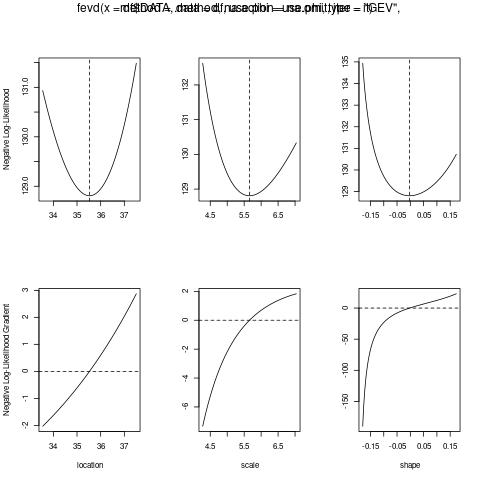 fevd(x =
131.0
130.0
129.0
34 35 36 37
Negative Log-Likelihood
132
131
130
129
4.5 5.5 6.5
135
134
133
132
131
130
129
-0.15 -0.05 0.05 0.15
3
2
1
0
-1
-2
34 35 36 37
location
Negative Log-Likelihood Gradient
2
0
-2
-4
-6
4.5 5.5 6.5
scale
0
-50
-100
-150
-0.15 -0.05 0.05 0.15
shape